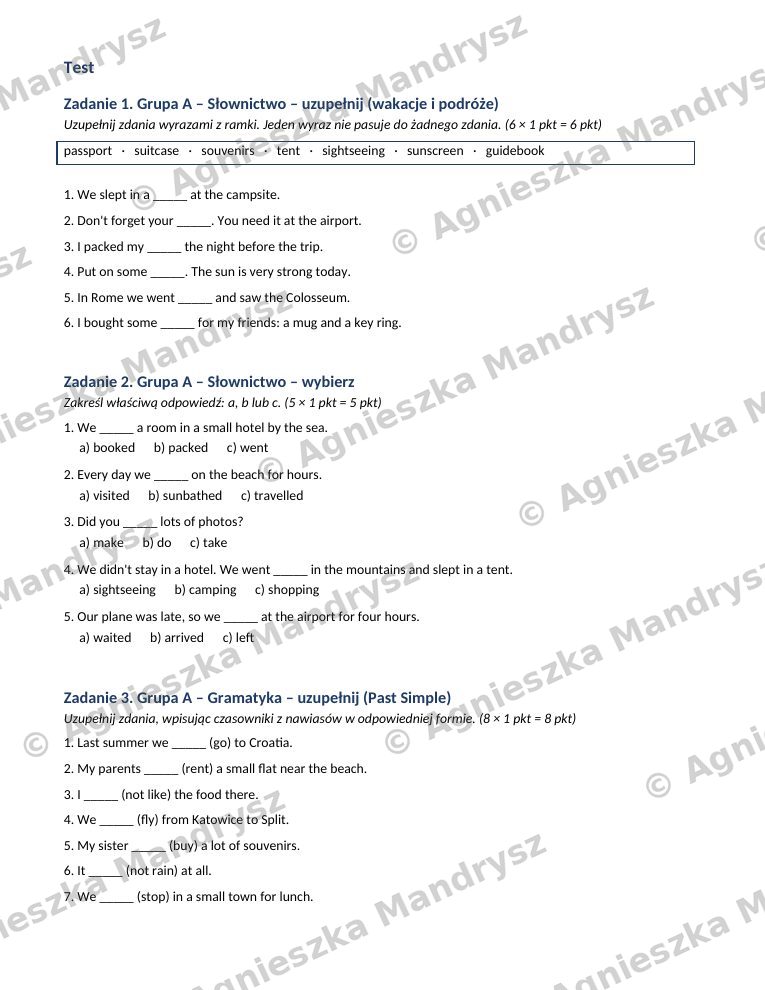 Test
Zadanie 1. Grupa A – Słownictwo – uzupełnij (wakacje i podróże)
Uzupełnij zdania wyrazami z ramki. Jeden wyraz nie pasuje do żadnego zdania. (6 × 1 pkt = 6 pkt)
passport · suitcase · souvenirs · tent · sightseeing · sunscreen · guidebook
1. We slept in a _____ at the campsite.
2. Don't forget your _____. You need it at the airport.
3. I packed my _____ the night before the trip.
4. Put on some _____. The sun is very strong today.
5. In Rome we went _____ and saw the Colosseum.
6. I bought some _____ for my friends: a mug and a key ring.
Zadanie 2. Grupa A – Słownictwo – wybierz
Zakreśl właściwą odpowiedź: a, b lub c. (5 × 1 pkt = 5 pkt)
1. We _____ a room in a small hotel by the sea.
a) booked b) packed c) went
2. Every day we _____ on the beach for hours.
a) visited b) sunbathed c) travelled
3. Did you _____ lots of photos?
a) make b) do c) take
4. We didn't stay in a hotel. We went _____ in the mountains and slept in a tent.
a) sightseeing b) camping c) shopping
5. Our plane was late, so we _____ at the airport for four hours.
a) waited b) arrived c) left
Zadanie 3. Grupa A – Gramatyka – uzupełnij (Past Simple)
Uzupełnij zdania, wpisując czasowniki z nawiasów w odpowiedniej formie. (8 × 1 pkt = 8 pkt)
1. Last summer we _____ (go) to Croatia.
2. My parents _____ (rent) a small flat near the beach.
3. I _____ (not like) the food there.
4. We _____ (fly) from Katowice to Split.
5. My sister _____ (buy) a lot of souvenirs.
6. It _____ (not rain) at all.
7. We _____ (stop) in a small town for lunch.
© Agnieszka Mandrysz